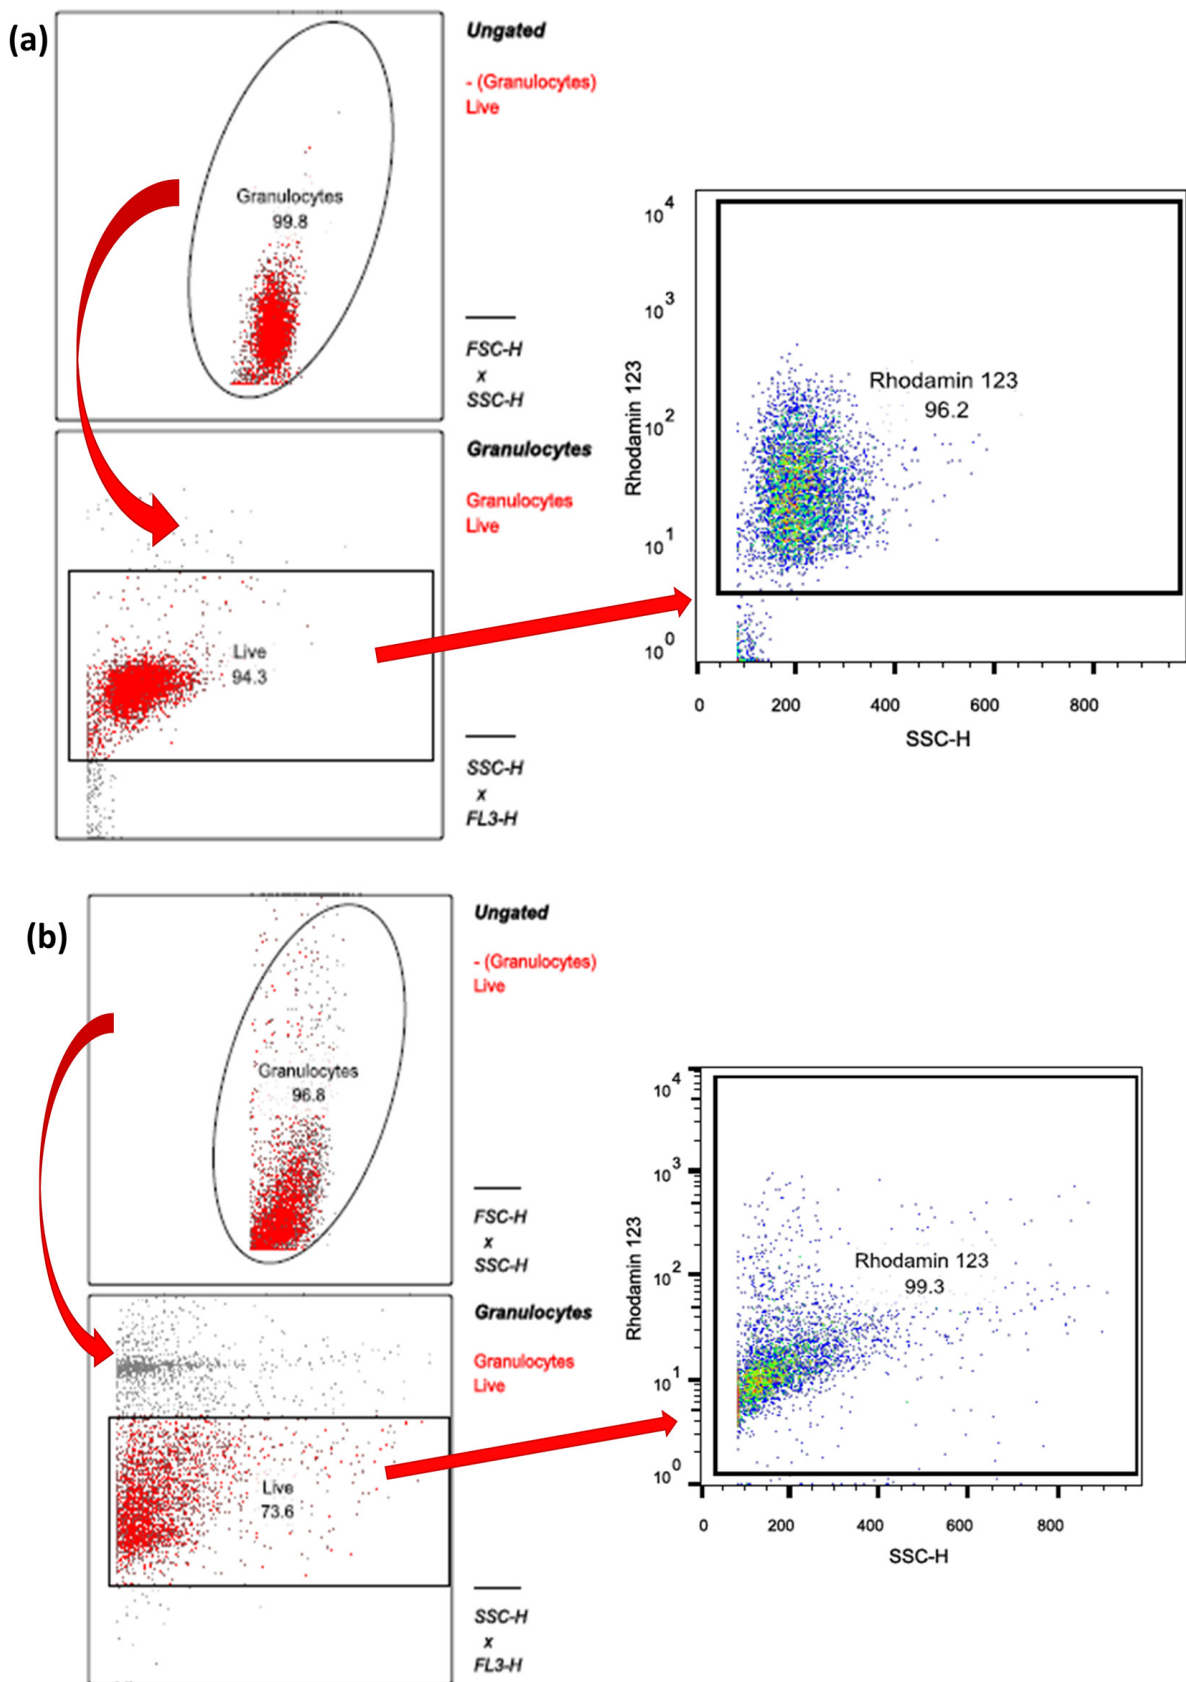 (a)
Ungated
- (Granulocytes)
Live
Granulocytes
99.8
FSC-H
x
SSC-H
Granulocytes
Granulocytes
Live
Live
94.3
SSC-H
x
FL3-H
10^4
10^3
10^2
10^1
10^0
Rhodamin 123
Rhodamin 123
96.2
0 200 400 600 800
SSC-H
(b)
Ungated
- (Granulocytes)
Live
Granulocytes
96.8
FSC-H
x
SSC-H
Granulocytes
Granulocytes
Live
Live
73.6
SSC-H
x
FL3-H
10^4
10^3
10^2
10^1
10^0
Rhodamin 123
Rhodamin 123
99.3
0 200 400 600 800
SSC-H